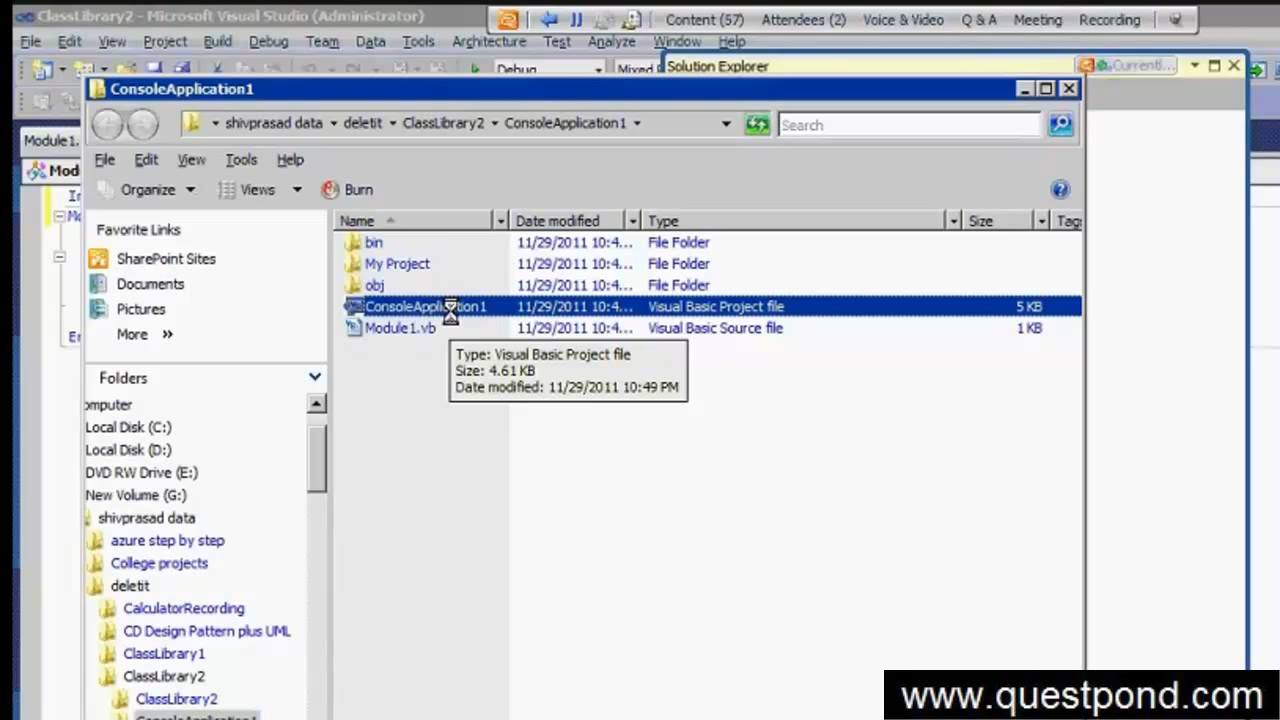 ClassLibrary2 - Microsoft Visual Studio (Administrator)
Content (57) Attendees (2) Voice & Video Q & A Meeting Recording
File Edit View Project Build Debug Team Data Tools Architecture Test Analyze Window Help
Debug Mixed
Solution Explorer
Currentl...
ConsoleApplication1
shivprasad data deletit ClassLibrary2 ConsoleApplication1
Search
Module1.
Mod
File Edit View Tools Help
Organize Views Burn
Name Date modified Type Size Tags
Favorite Links
SharePoint Sites
Documents
Pictures
More »
bin 11/29/2011 10:4... File Folder
My Project 11/29/2011 10:4... File Folder
obj 11/29/2011 10:4... File Folder
ConsoleApplication1 11/29/2011 10:4... Visual Basic Project file 5 KB
Module1.vb 11/29/2011 10:4... Visual Basic Source file 1 KB
Type: Visual Basic Project file
Size: 4.61 KB
Date modified: 11/29/2011 10:49 PM
Folders
omputer
Local Disk (C:)
Local Disk (D:)
DVD RW Drive (E:)
New Volume (G:)
shivprasad data
azure step by step
College projects
deletit
CalculatorRecording
CD Design Pattern plus UML
ClassLibrary1
ClassLibrary2
ClassLibrary2
ConsoleApplication1
www.questpond.com